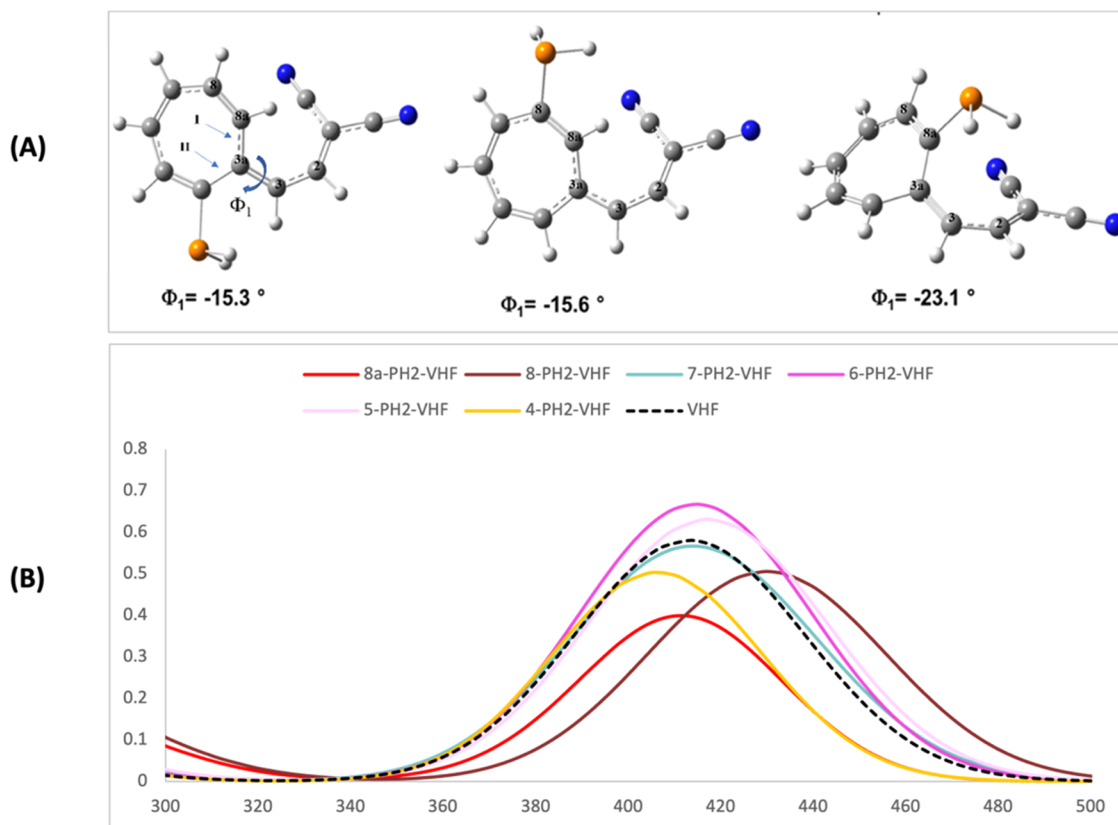 (A)
8
8a
I
II
3a
2
3
Φ1
Φ1= -15.3 °
8
8a
3a
2
3
Φ1= -15.6 °
8
8a
3a
3
2
Φ1= -23.1 °
(B)
8a-PH2-VHF 8-PH2-VHF 7-PH2-VHF 6-PH2-VHF
5-PH2-VHF 4-PH2-VHF VHF
0.8
0.7
0.6
0.5
0.4
0.3
0.2
0.1
0
300 320 340 360 380 400 420 440 460 480 500